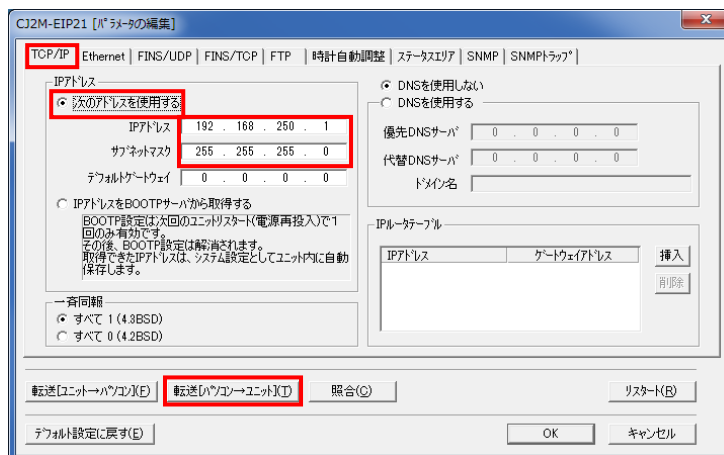 CJ2M-EIP21 [ﾊﾟﾗﾒｰﾀの編集]
TCP/IP Ethernet FINS/UDP FINS/TCP FTP 時計自動調整 ｽﾃｰﾀｽｴﾘｱ SNMP SNMPﾄﾗｯﾌﾟ
IPｱﾄﾞﾚｽ
次のｱﾄﾞﾚｽを使用する
IPｱﾄﾞﾚｽ 192 . 168 . 250 . 1
ｻﾌﾞﾈｯﾄﾏｽｸ 255 . 255 . 255 . 0
ﾃﾞﾌｫﾙﾄｹﾞｰﾄｳｪｲ 0 . 0 . 0 . 0
IPｱﾄﾞﾚｽをBOOTPｻｰﾊﾞから取得する
BOOTP設定は次回のﾕﾆｯﾄﾘｽﾀｰﾄ(電源再投入)で1
回のみ有効です。
その後、BOOTP設定は解消されます。
取得できたIPｱﾄﾞﾚｽは、ｼｽﾃﾑ設定としてﾕﾆｯﾄ内に自動
保存します。
一斉同報
すべて 1 (4.3BSD)
すべて 0 (4.2BSD)
DNSを使用しない
DNSを使用する
優先DNSｻｰﾊﾞ 0 . 0 . 0 . 0
代替DNSｻｰﾊﾞ 0 . 0 . 0 . 0
ﾄﾞﾒｲﾝ名
IPﾙｰﾀﾃｰﾌﾞﾙ
IPｱﾄﾞﾚｽ ｹﾞｰﾄｳｪｲｱﾄﾞﾚｽ
挿入
削除
転送[ﾕﾆｯﾄ→ﾊﾟｿｺﾝ](F) 転送[ﾊﾟｿｺﾝ→ﾕﾆｯﾄ](T) 照合(C) ﾘｽﾀｰﾄ(R)
ﾃﾞﾌｫﾙﾄ設定に戻す(E) OK ｷｬﾝｾﾙ